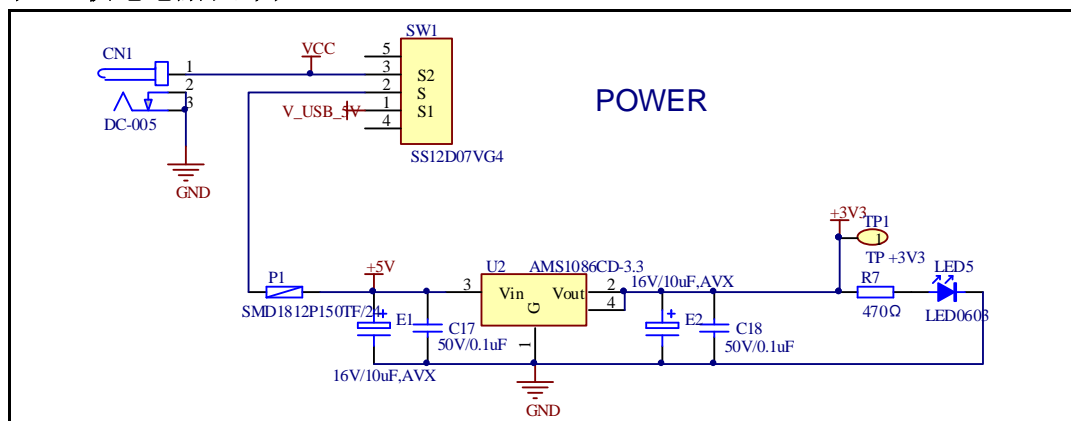 CN1
1
2
3
DC-005
GND
VCC
SW1
5
3
2
1
4
S2
S
S1
V_USB_5V
SS12D07VG4
POWER
P1
SMD1812P150TF/24
+5V
E1
16V/10uF,AVX
C17
50V/0.1uF
U2
AMS1086CD-3.3
3
Vin
Vout
G
2
4
1
GND
16V/10uF,AVX
E2
C18
50V/0.1uF
+3V3
TP1
1
TP +3V3
R7
470Ω
LED5
LED0603